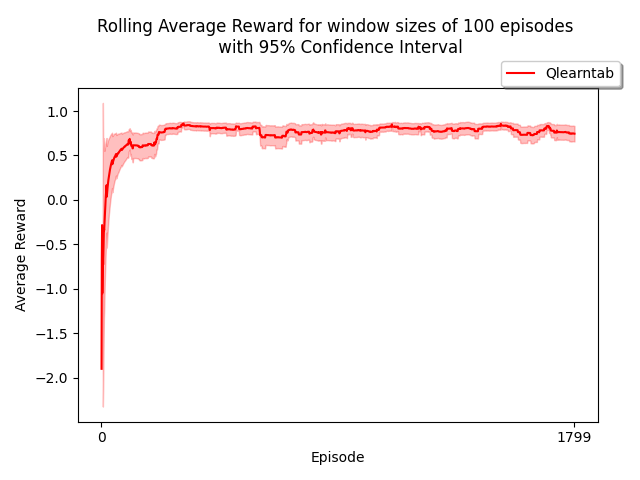 Rolling Average Reward for window sizes of 100 episodes
with 95% Confidence Interval
Qlearntab
1.0
0.5
0.0
−0.5
−1.0
−1.5
−2.0
Average Reward
0
1799
Episode